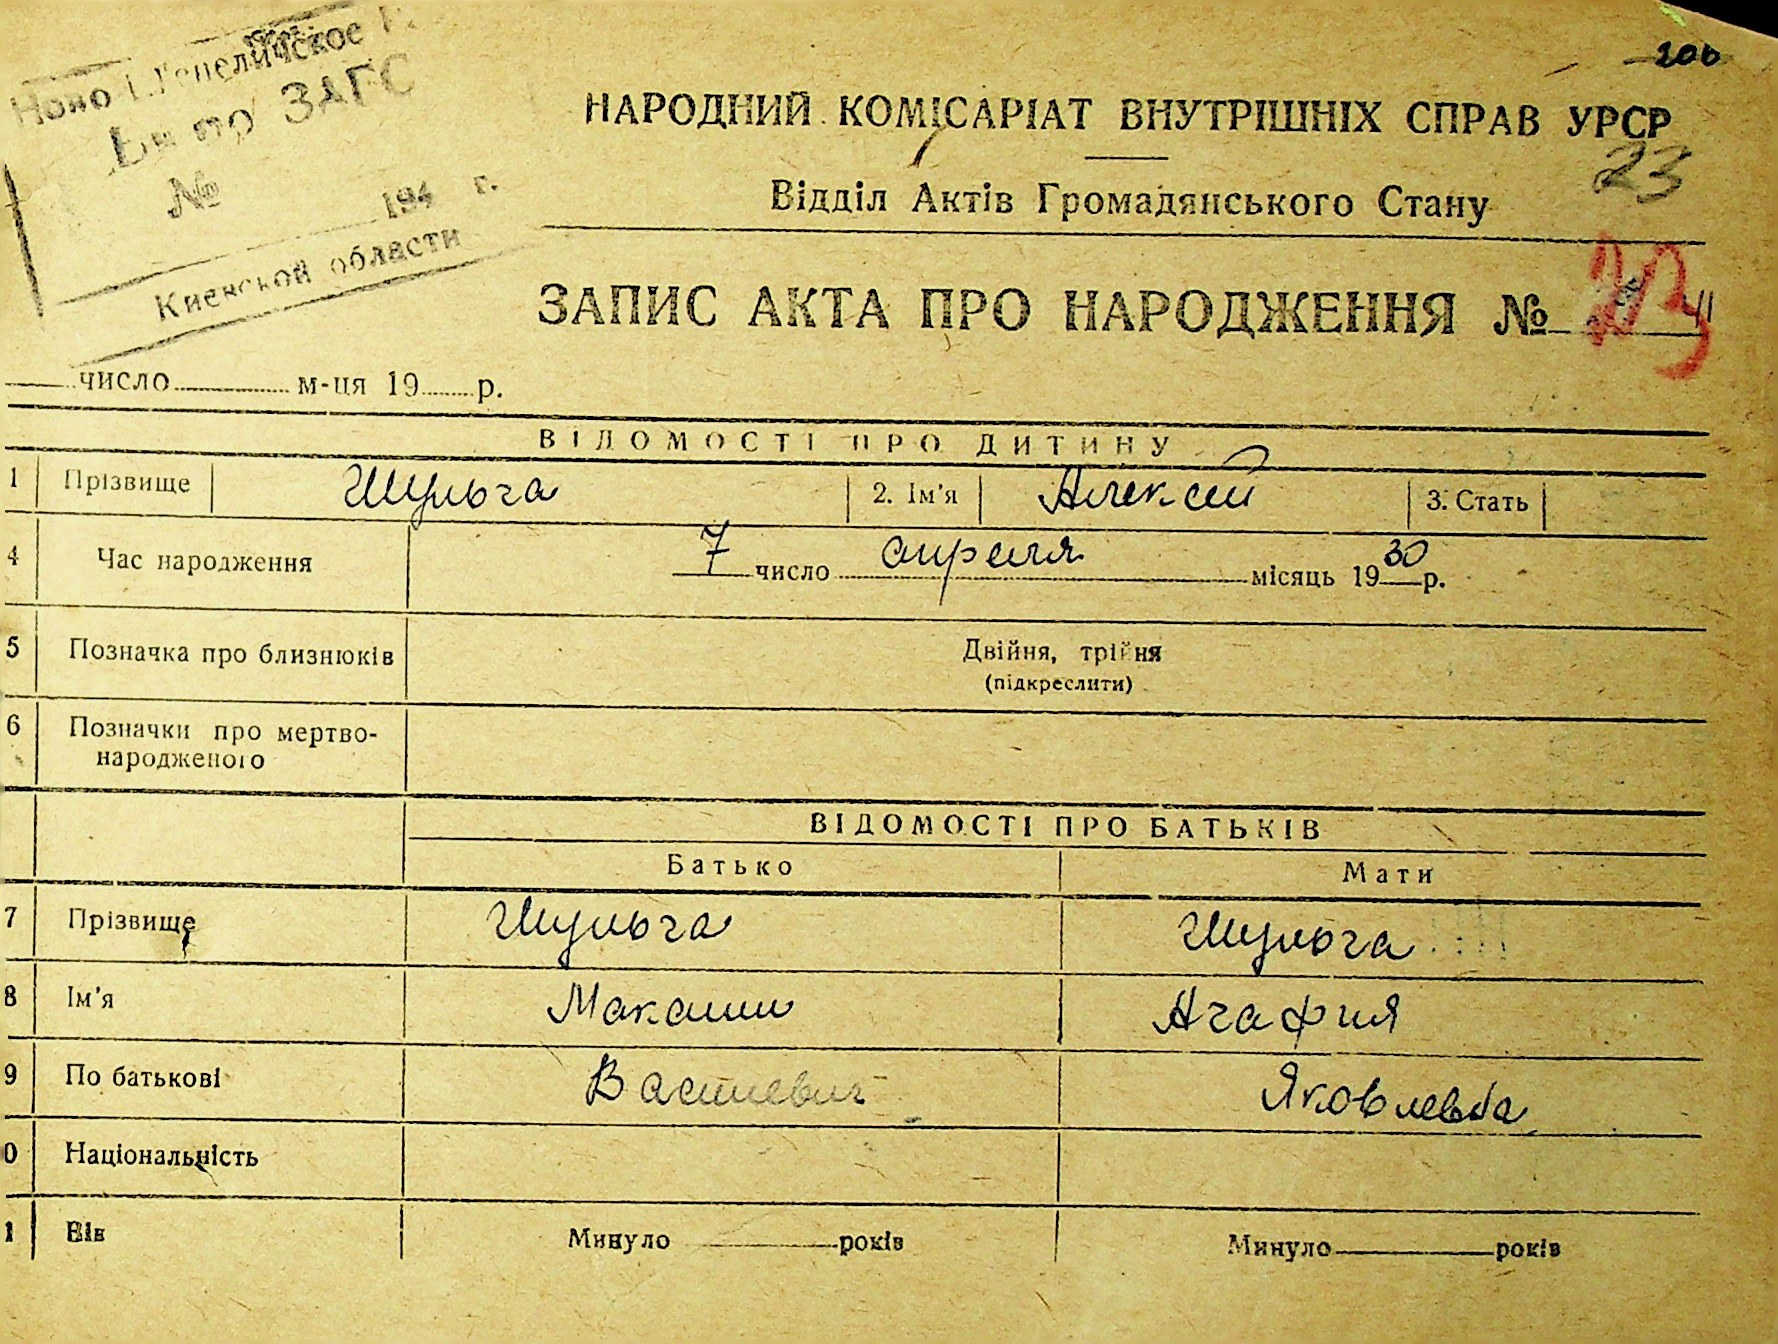 206
Бюро ЗАГС
№
194 г.
Киевской области
НАРОДНИЙ КОМІСАРІАТ ВНУТРІШНІХ СПРАВ УРСР
23
Відділ Актів Громадянського Стану
ЗАПИС АКТА ПРО НАРОДЖЕННЯ №
число м-ця 19 р.
ВІДОМОСТІ ПРО ДИТИНУ
1 Прізвище Шульга 2. Ім'я Алексей 3. Стать
4 Час народження 7 число апреля місяць 1930 р.
5 Позначка про близнюків Двійня, трійня
(підкреслити)
6 Позначки про мертво-
народженого
ВІДОМОСТІ ПРО БАТЬКІВ
Батько Мати
7 Прізвище Шульга Шульга
8 Ім'я Максим Агафия
9 По батькові Васильевич Яковлевна
0 Національність
1 Вік Минуло років Минуло років